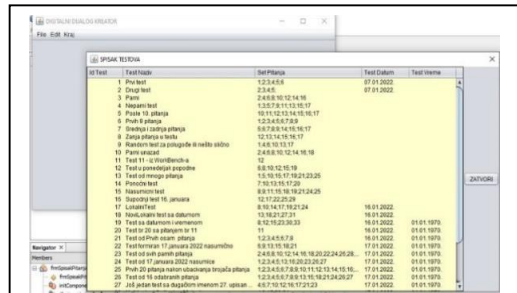 DIGITALNI DIJALOG KREATOR
File Edit Kraj
SPISAK TESTOVA
Id Test Test Naziv Set Pitanja Test Datum Test Vreme
1 Prvi test 1;2;3;4;5;6 07.01.2022.
2 Drugi test 2;3;4;5; 07.01.2022.
3 Parni 2;4;6;8;10;12;14;16
4 Neparni test 1;3;5;7;9;11;13;15;17
5 Posle 10. pitanja 10;11;12;13;14;15;16;17
6 Prvih 9 pitanja 1;2;3;4;5;6;7;8;9
7 Srednja i zadnja pitanja
8 Zanja pitanja u testu 12;13;14;15;16;17
9 Random test za polugođe ili nešto slično 1;4;6;10;13;17
10 Parni unazad 2;4;6;8;10;12;14;16;18
11 Test 11 - iz WorkBench-a 12
12 Test u ponedeljak popodne 6;8;10;12;15;19
13 Test od mnogo pitanja 1;5;10;15;17;19;21;23;25
14 Ponoćni test 7;10;13;15;17;20
15 Nasumicni test 8;9;11;15;18;19;21;24;25
16 Supodnji test 16. januara 12;17;22;25;29
17 LokalniTest 8;10;14;17;19;21;24 16.01.2022.
18 NoviLokalni test sa datumom 13;18;21;27;31 16.01.2022.
19 Test sa datumom i vremenom 8;12;15;23;30;33 16.01.2022. 01.01.1970.
20 Test br 20 sa pitanjem br 11 11 16.01.2022. 01.01.1970.
21 Test od Prvih osam pitanja 1;2;3;4;5;6;7;8 16.01.2022. 01.01.1970.
22 Test formiran 17 januara 2022 nasumično 8;9;13;15;18;21 17.01.2022. 01.01.1970.
23 Test od svih parnih pitanja 2;4;6;8;10;12;14;16;18;20;22;24;26;28... 17.01.2022. 01.01.1970.
24 Test od 17 januara 2022 nasumice 1;2;3;4;5;13;16;20;23;26;27 17.01.2022. 01.01.1970.
25 Prvih 20 pitanja nakon ubacivanja brojača pitanja 1;2;3;4;5;6;7;8;9;10;11;12;13;14;15;16... 17.01.2022. 01.01.1970.
26 Test od 16 odabranih pitanja 1;2;3;4;5;6;7;8;9;13;15;16;21;24;26;27 17.01.2022. 01.01.1970.
27 Još jedan test sa dugačkim imenom 27. upisan ... 4;6;7;10;12;16;17;21;23 17.01.2022. 01.01.1970.
ZATVORI
Navigator
Members
frmSpisakPitanja
frmSpisakPitan
initComponen